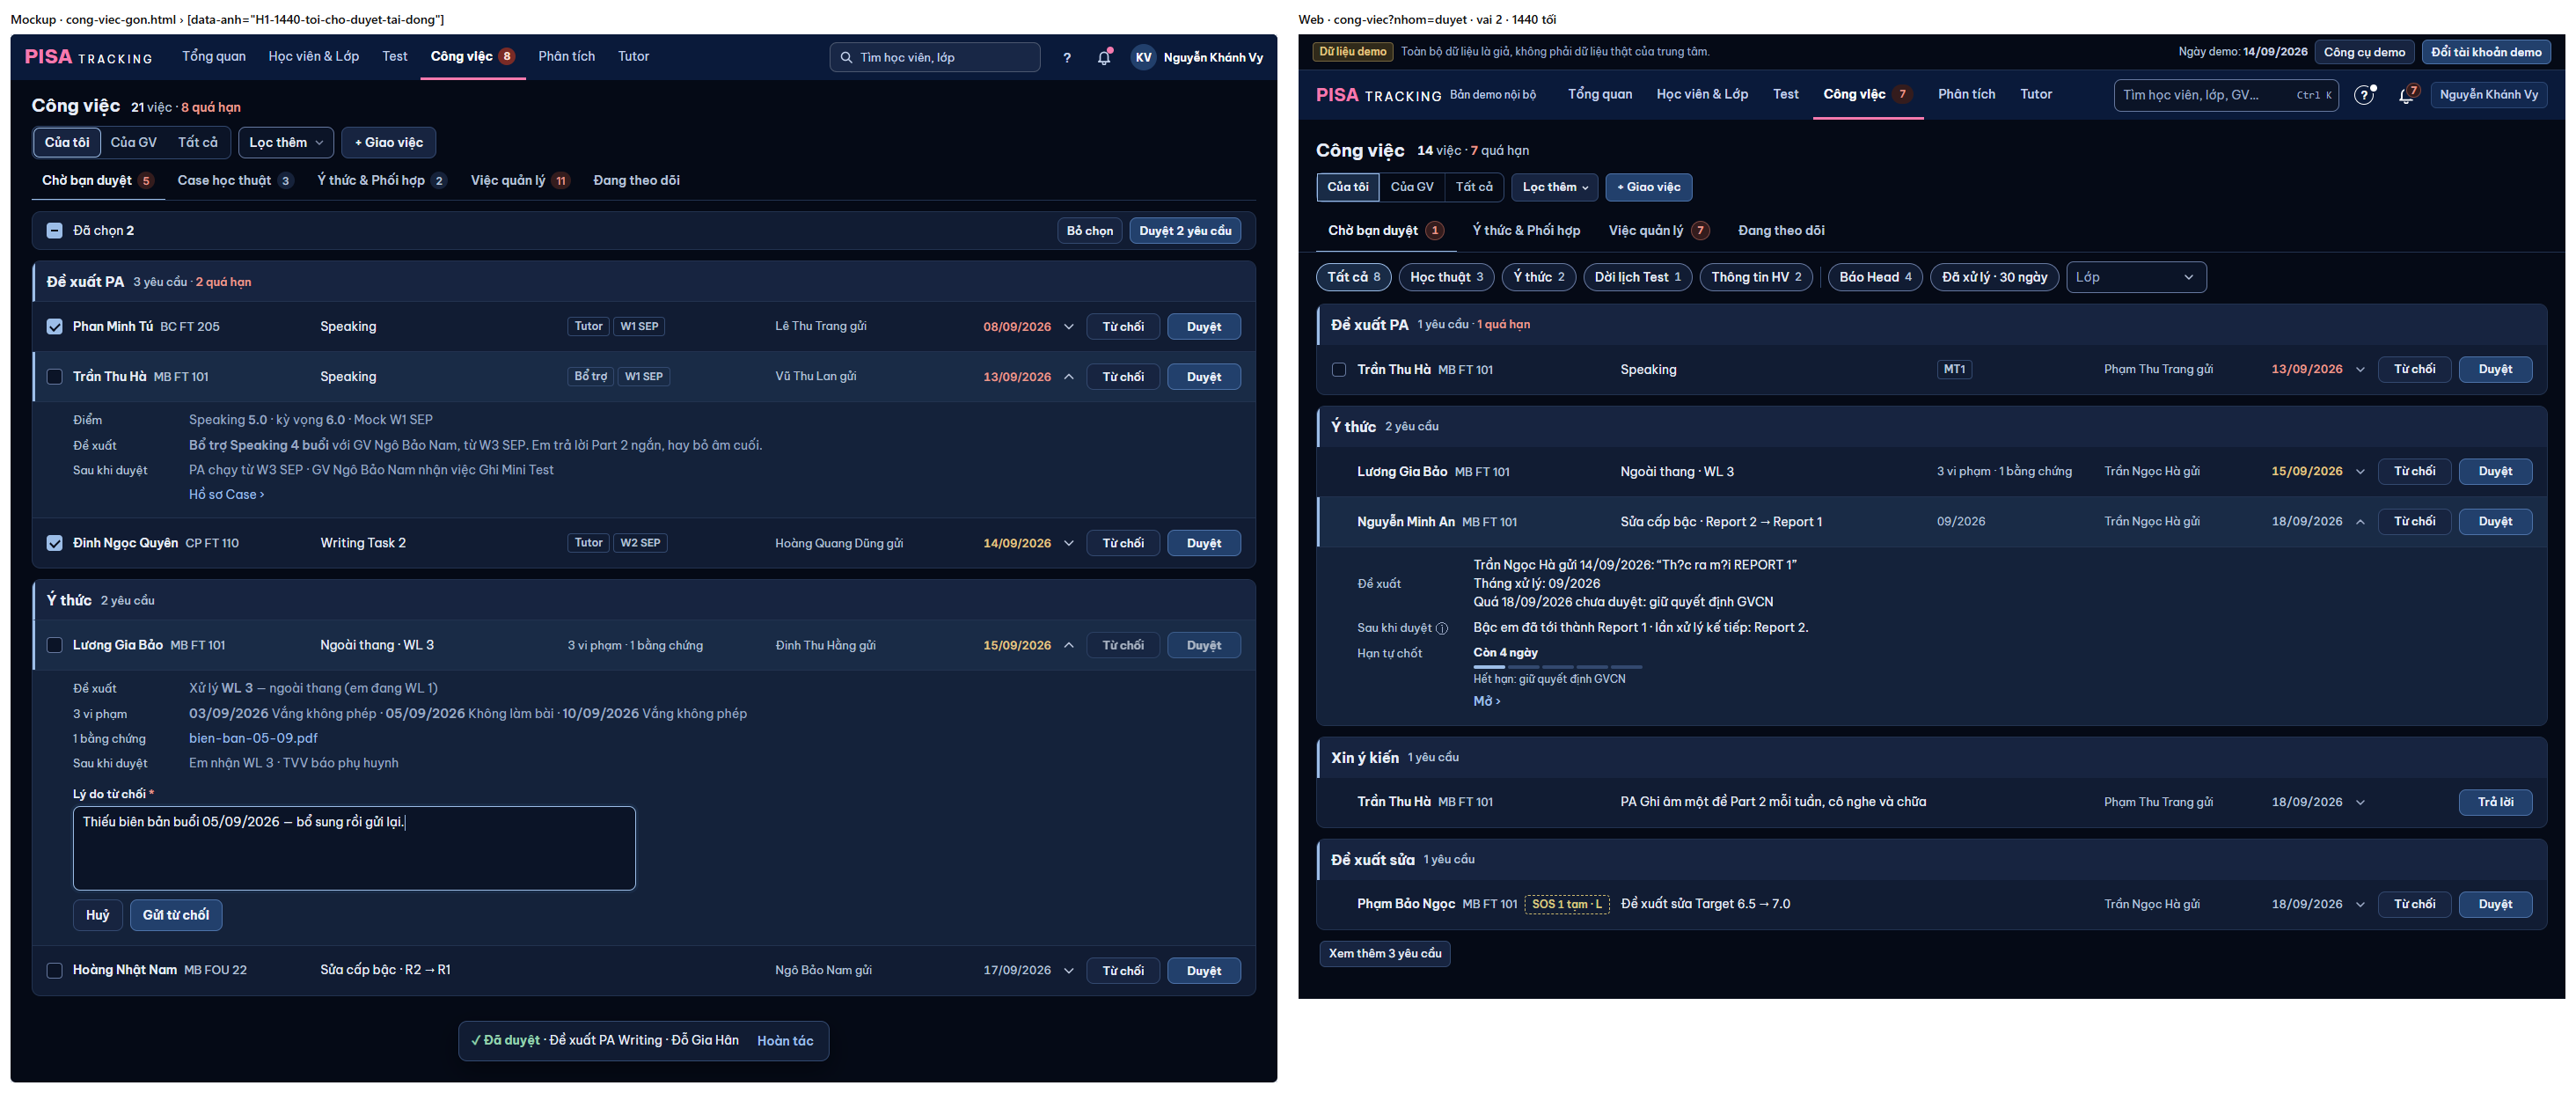 Mockup · cong-viec-gon.html › [data-anh="H1-1440-toi-cho-duyet-tai-dong"]
PISA TRACKING Tổng quan Học viên & Lớp Test Công việc 8 Phân tích Tutor Tìm học viên, lớp ? KV Nguyễn Khánh Vy
Công việc 21 việc · 8 quá hạn
Của tôi Của GV Tất cả Lọc thêm + Giao việc
Chờ bạn duyệt 5 Case học thuật 3 Ý thức & Phối hợp 2 Việc quản lý 11 Đang theo dõi
Đã chọn 2 Bỏ chọn Duyệt 2 yêu cầu
Đề xuất PA 3 yêu cầu · 2 quá hạn
Phan Minh Tú BC FT 205 Speaking Tutor W1 SEP Lê Thu Trang gửi 08/09/2026 Từ chối Duyệt
Trần Thu Hà MB FT 101 Speaking Bổ trợ W1 SEP Vũ Thu Lan gửi 13/09/2026 Từ chối Duyệt
Điểm Speaking 5.0 · kỳ vọng 6.0 · Mock W1 SEP
Đề xuất Bổ trợ Speaking 4 buổi với GV Ngô Bảo Nam, từ W3 SEP. Em trả lời Part 2 ngắn, hay bỏ âm cuối.
Sau khi duyệt PA chạy từ W3 SEP · GV Ngô Bảo Nam nhận việc Ghi Mini Test
Hồ sơ Case ›
Đinh Ngọc Quyên CP FT 110 Writing Task 2 Tutor W2 SEP Hoàng Quang Dũng gửi 14/09/2026 Từ chối Duyệt
Ý thức 2 yêu cầu
Lương Gia Bảo MB FT 101 Ngoài thang · WL 3 3 vi phạm · 1 bằng chứng Đinh Thu Hằng gửi 15/09/2026 Từ chối Duyệt
Đề xuất Xử lý WL 3 — ngoài thang (em đang WL 1)
3 vi phạm 03/09/2026 Vắng không phép · 05/09/2026 Không làm bài · 10/09/2026 Vắng không phép
1 bằng chứng bien-ban-05-09.pdf
Sau khi duyệt Em nhận WL 3 · TVV báo phụ huynh
Lý do từ chối *
Thiếu biên bản buổi 05/09/2026 — bổ sung rồi gửi lại.
Huỷ Gửi từ chối
Hoàng Nhật Nam MB FOU 22 Sửa cấp bậc · R2 → R1 Ngô Bảo Nam gửi 17/09/2026 Từ chối Duyệt
✓ Đã duyệt · Đề xuất PA Writing · Đỗ Gia Hân Hoàn tác
Web · cong-viec?nhom=duyet · vai 2 · 1440 tối
Dữ liệu demo Toàn bộ dữ liệu là giả, không phải dữ liệu thật của trung tâm. Ngày demo: 14/09/2026 Công cụ demo Đổi tài khoản demo
PISA TRACKING Bản demo nội bộ Tổng quan Học viên & Lớp Test Công việc 7 Phân tích Tutor Tìm học viên, lớp, GV... Ctrl K ? 7 Nguyễn Khánh Vy
Công việc 14 việc · 7 quá hạn
Của tôi Của GV Tất cả Lọc thêm + Giao việc
Chờ bạn duyệt 1 Ý thức & Phối hợp Việc quản lý 7 Đang theo dõi
Tất cả 8 Học thuật 3 Ý thức 2 Dời lịch Test 1 Thông tin HV 2 Báo Head 4 Đã xử lý · 30 ngày Lớp
Đề xuất PA 1 yêu cầu · 1 quá hạn
Trần Thu Hà MB FT 101 Speaking MT1 Phạm Thu Trang gửi 13/09/2026 Từ chối Duyệt
Ý thức 2 yêu cầu
Lương Gia Bảo MB FT 101 Ngoài thang · WL 3 3 vi phạm · 1 bằng chứng Trần Ngọc Hà gửi 15/09/2026 Từ chối Duyệt
Nguyễn Minh An MB FT 101 Sửa cấp bậc · Report 2 → Report 1 09/2026 Trần Ngọc Hà gửi 18/09/2026 Từ chối Duyệt
Đề xuất Trần Ngọc Hà gửi 14/09/2026: “Th?c ra m?i REPORT 1”
Tháng xử lý: 09/2026
Quá 18/09/2026 chưa duyệt: giữ quyết định GVCN
Sau khi duyệt Bậc em đã tới thành Report 1 · lần xử lý kế tiếp: Report 2.
Hạn tự chốt Còn 4 ngày
Hết hạn: giữ quyết định GVCN
Mở ›
Xin ý kiến 1 yêu cầu
Trần Thu Hà MB FT 101 PA Ghi âm một đề Part 2 mỗi tuần, cô nghe và chữa Phạm Thu Trang gửi 18/09/2026 Trả lời
Đề xuất sửa 1 yêu cầu
Phạm Bảo Ngọc MB FT 101 SOS 1 tạm · L Đề xuất sửa Target 6.5 → 7.0 Trần Ngọc Hà gửi 18/09/2026 Từ chối Duyệt
Xem thêm 3 yêu cầu